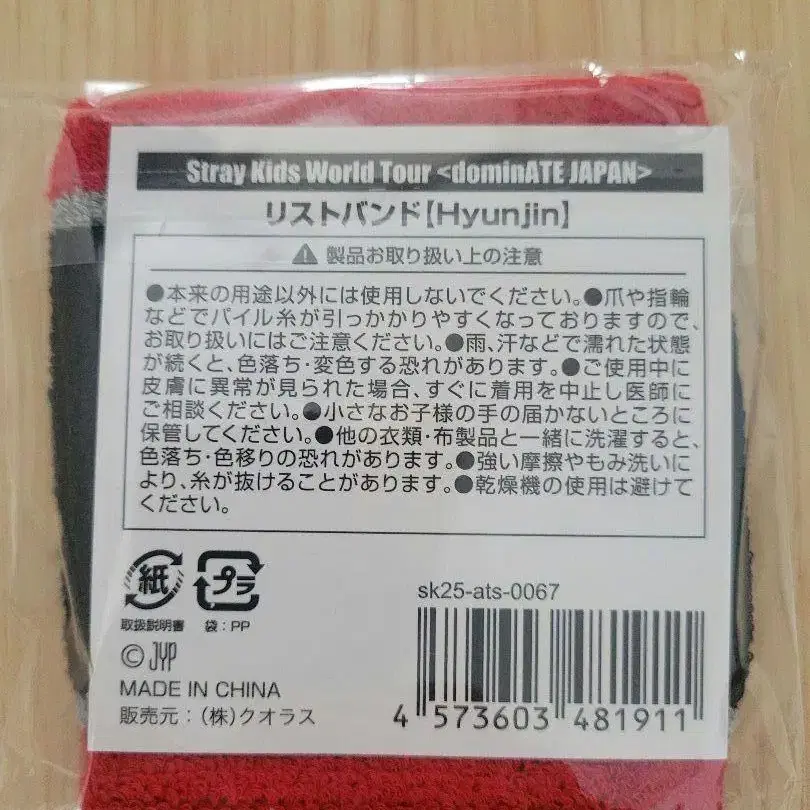 Stray Kids World Tour <dominATE JAPAN>
リストバンド【Hyunjin】
製品お取り扱い上の注意
●本来の用途以外には使用しないでください。●爪や指輪
などでパイル糸が引っかかりやすくなっておりますので、
お取り扱いにはご注意ください。●雨、汗などで濡れた状態
が続くと、色落ち・変色する恐れがあります。●ご使用中に
皮膚に異常が見られた場合、すぐに着用を中止し医師に
ご相談ください。●小さなお子様の手の届かないところに
保管してください。●他の衣類・布製品と一緒に洗濯すると、
色落ち・色移りの恐れがあります。●強い摩擦やもみ洗いに
より、糸が抜けることがあります。●乾燥機の使用は避けて
ください。
紙
プラ
取扱説明書
袋：PP
sk25-ats-0067
© JYP
MADE IN CHINA
販売元：(株)クオラス
4 573603 481911